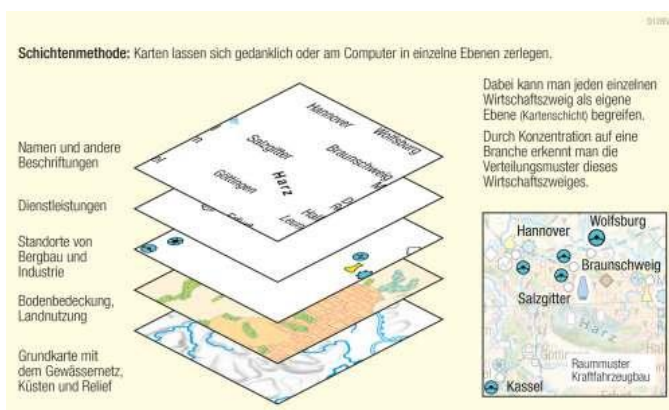 Schichtenmethode: Karten lassen sich gedanklich oder am Computer in einzelne Ebenen zerlegen.
Dabei kann man jeden einzelnen
Wirtschaftszweig als eigene
Ebene (Kartenschicht) begreifen.
Durch Konzentration auf eine
Branche erkennt man die
Verteilungsmuster dieses
Wirtschaftszweiges.
Namen und andere
Beschriftungen
Dienstleistungen
Standorte von
Bergbau und
Industrie
Bodenbedeckung,
Landnutzung
Grundkarte mit
dem Gewässernetz,
Küsten und Relief
Hannover
Wolfsburg
Salzgitter
Braunschweig
Göttingen
Harz
Wolfsburg
Hannover
Braunschweig
Salzgitter
Harz
Raummuster
Kraftfahrzeugbau
Kassel